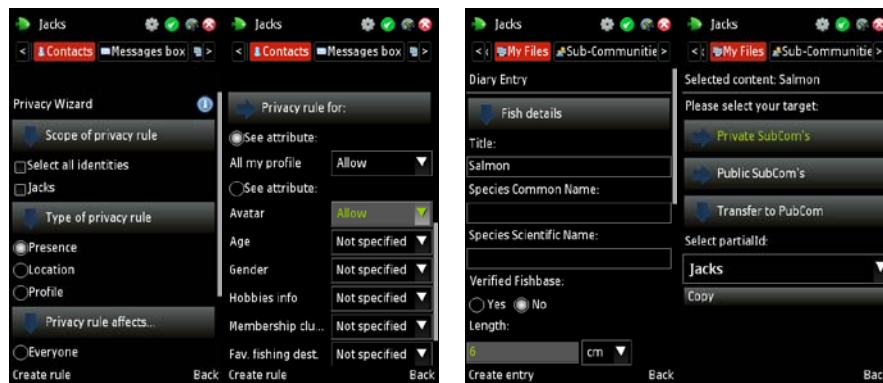 Jacks
< Contacts Messages box >
Privacy Wizard
Scope of privacy rule
Select all identities
Jacks
Type of privacy rule
Presence
Location
Profile
Privacy rule affects...
Everyone
Create rule Back
Jacks
< Contacts Messages box >
Privacy rule for:
See attribute:
All my profile Allow
See attribute:
Avatar Allow
Age Not specified
Gender Not specified
Hobbies info Not specified
Membership clu... Not specified
Fav. fishing dest. Not specified
Create rule Back
Jacks
< My Files Sub-Communitie >
Diary Entry
Fish details
Title:
Salmon
Species Common Name:
Species Scientific Name:
Verified Fishbase:
Yes No
Length:
6 cm
Create entry Back
Jacks
< My Files Sub-Communitie >
Selected content: Salmon
Please select your target:
Private SubCom's
Public SubCom's
Transfer to PubCom
Select partialId:
Jacks
Copy
Bac